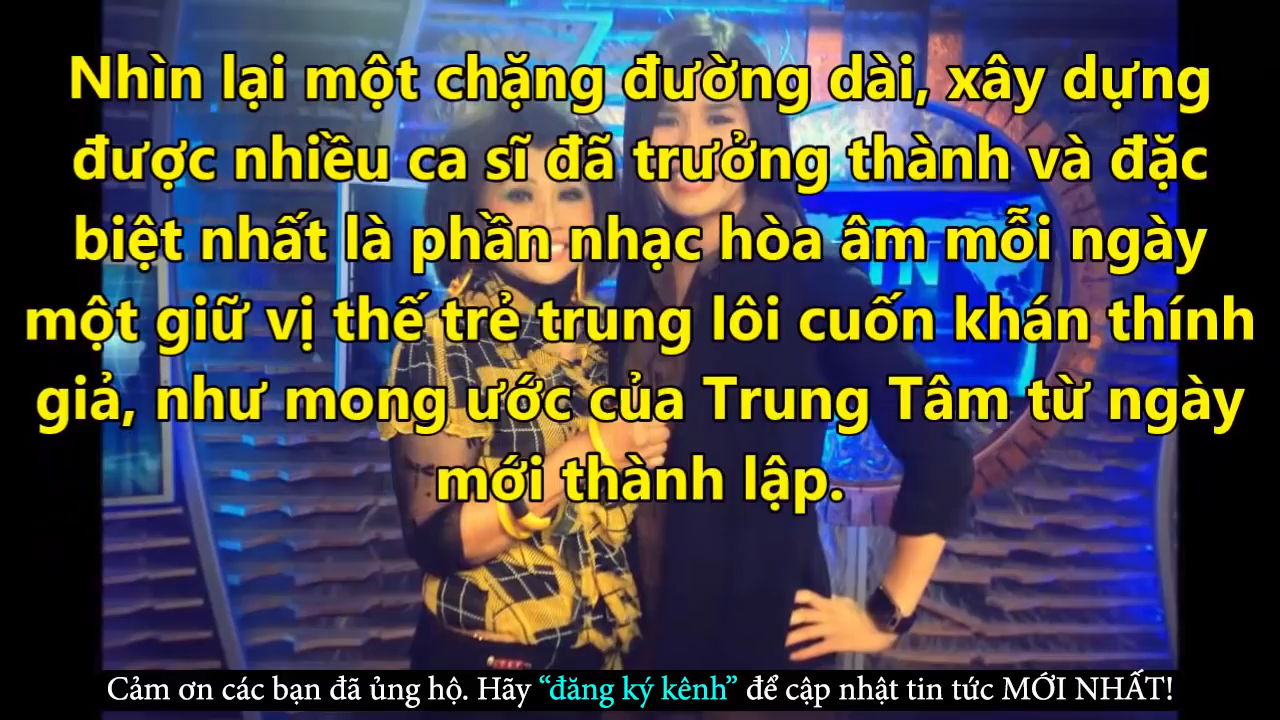 Nhìn lại một chặng đường dài, xây dựng
được nhiều ca sĩ đã trưởng thành và đặc
biệt nhất là phần nhạc hòa âm mỗi ngày
một giữ vị thế trẻ trung lôi cuốn khán thính
giả, như mong ước của Trung Tâm từ ngày
mới thành lập.
Cảm ơn các bạn đã ủng hộ. Hãy “đăng ký kênh” để cập nhật tin tức MỚI NHẤT!